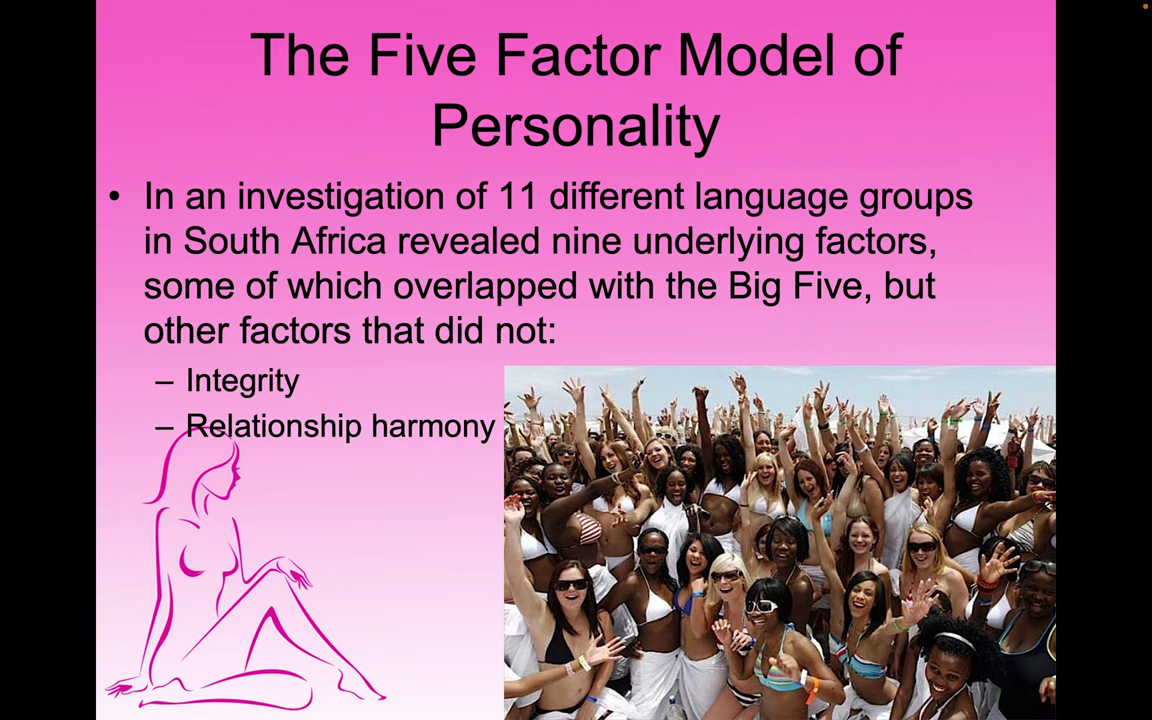 The Five Factor Model of
Personality
• In an investigation of 11 different language groups
in South Africa revealed nine underlying factors,
some of which overlapped with the Big Five, but
other factors that did not:
– Integrity
– Relationship harmony